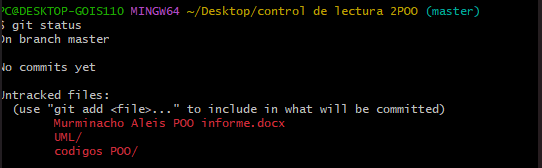 PC@DESKTOP-GOIS11O MINGW64 ~/Desktop/control de lectura 2POO (master)
$ git status
On branch master
No commits yet
Untracked files:
(use "git add <file>..." to include in what will be committed)
Murminacho Aleis POO informe.docx
UML/
codigos POO/